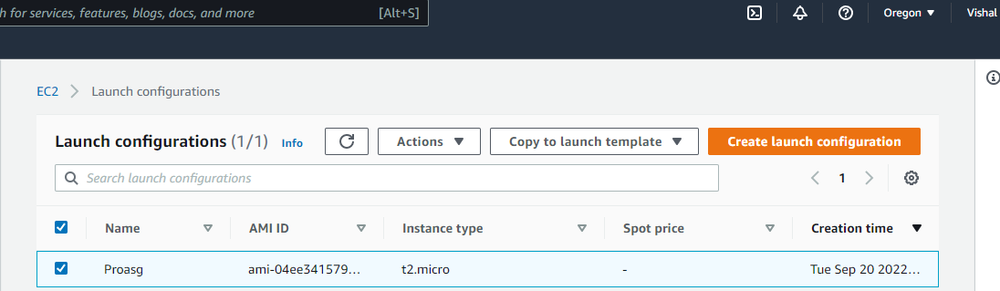 h for services, features, blogs, docs, and more [Alt+S] Oregon Vishal
EC2 Launch configurations
Launch configurations (1/1) Info Actions Copy to launch template Create launch configuration
Search launch configurations 1
Name AMI ID Instance type Spot price Creation time
Proasg ami-04ee341579... t2.micro - Tue Sep 20 2022...